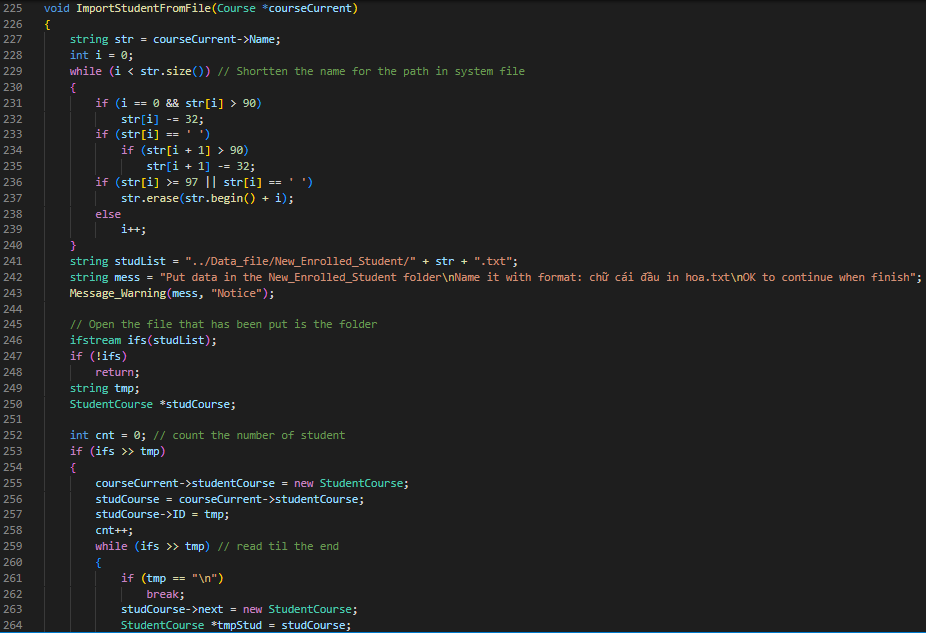 225 void ImportStudentFromFile(Course *courseCurrent)
226 {
227     string str = courseCurrent->Name;
228     int i = 0;
229     while (i < str.size()) // Shortten the name for the path in system file
230     {
231         if (i == 0 && str[i] > 90)
232             str[i] -= 32;
233         if (str[i] == ' ')
234             if (str[i + 1] > 90)
235                 str[i + 1] -= 32;
236         if (str[i] >= 97 || str[i] == ' ')
237             str.erase(str.begin() + i);
238         else
239             i++;
240     }
241     string studList = "../Data_file/New_Enrolled_Student/" + str + ".txt";
242     string mess = "Put data in the New_Enrolled_Student folder\nName it with format: chữ cái đầu in hoa.txt\nOK to continue when finish";
243     Message_Warning(mess, "Notice");
244
245     // Open the file that has been put is the folder
246     ifstream ifs(studList);
247     if (!ifs)
248         return;
249     string tmp;
250     StudentCourse *studCourse;
251
252     int cnt = 0; // count the number of student
253     if (ifs >> tmp)
254     {
255         courseCurrent->studentCourse = new StudentCourse;
256         studCourse = courseCurrent->studentCourse;
257         studCourse->ID = tmp;
258         cnt++;
259         while (ifs >> tmp) // read til the end
260         {
261             if (tmp == "\n")
262                 break;
263             studCourse->next = new StudentCourse;
264             StudentCourse *tmpStud = studCourse;